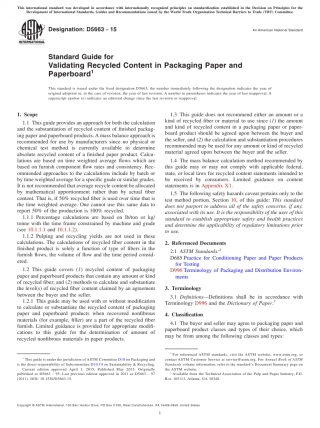 This international standard was developed in accordance with internationally recognized principles on standardization established in the Decision on Principles for the
Development of International Standards, Guides and Recommendations issued by the World Trade Organization Technical Barriers to Trade (TBT) Committee.
Designation: D5663 − 15
An American National Standard
Standard Guide for
Validating Recycled Content in Packaging Paper and
Paperboard1
This standard is issued under the fixed designation D5663; the number immediately following the designation indicates the year of
original adoption or, in the case of revision, the year of last revision. A number in parentheses indicates the year of last reapproval. A
superscript epsilon (ε) indicates an editorial change since the last revision or reapproval.
1. Scope
1.1 This guide provides an approach for both the calculation
and the substantiation of recycled content of finished packag-
ing paper and paperboard products. A mass balance approach is
recommended for use by manufacturers since no physical or
chemical test method is currently available to determine
absolute recycled content of a finished paper product. Calcu-
lations are based on time weighted average flows which are
based on furnish component flow rates and consistency. Rec-
ommended approaches to the calculations include by batch or
by time weighted average for a specific grade or similar grades.
It is not recommended that average recycle content be allocated
by mathematical apportionment rather than by actual fiber
content. That is, if 50% recycled fiber is used over time that is
the time weighted average. One cannot use this same data to
report 50% of the production is 100% recycled.
1.1.1 Percentage calculations are based on lb/ton or kg/
tonne with the time frame constrained by machine and grade
(see 10.1.1.1 and 10.1.1.2).
1.1.2 Pulping and recycling yields are not used in these
calculations. The calculations of recycled fiber content in the
finished product is solely a function of type of fibers in the
furnish flows, the volume of flow and the time period consid-
ered.
1.2 This guide covers (1) recycled content of packaging
paper and paperboard products that contain any amount or kind
of recycled fiber; and (2) methods to calculate and substantiate
the level(s) of recycled fiber content claimed by an agreement
between the buyer and the seller.
1.2.1 This guide may be used with or without modification
to calculate or substantiate the recycled content of packaging
paper and paperboard products when recovered nonfibrous
materials (for example, filler) are a part of the recycled fiber
furnish. Limited guidance is provided for appropriate modifi-
cations to this guide for the determination of amount of
recycled nonfibrous materials in paper products.
1.3 This guide does not recommend either an amount or a
kind of recycled fiber or material to use since (1) the amount
and kind of recycled content in a packaging paper or paper-
board product should be agreed upon between the buyer and
the seller; and (2) the calculation and substantiation procedures
recommended may be used for any amount or kind of recycled
material agreed upon between the buyer and the seller.
1.4 The mass balance calculation method recommended by
this guide may or may not comply with applicable federal,
state, or local laws for recycled content statements intended to
be received by consumers. Limited guidance on content
statements is in Appendix X1.
1.5 The following safety hazards caveat pertains only to the
test method portion, Section 10, of this guide: This standard
does not purport to address all of the safety concerns, if any,
associated with its use. It is the responsibility of the user of this
standard to establish appropriate safety and health practices
and determine the applicability of regulatory limitations prior
to use.
2. Referenced Documents
2.1 ASTM Standards:2
D685 Practice for Conditioning Paper and Paper Products
for Testing
D996 Terminology of Packaging and Distribution Environ-
ments
3. Terminology
3.1 Definitions—Definitions shall be in accordance with
Terminology D996 and the Dictionary of Paper.3
4. Classification
4.1 The buyer and seller may agree to packaging paper and
paperboard product classes and types of their choice, which
may be from among the following classes and types:
1 This guide is under the jurisdiction of ASTM Committee D10 on Packaging and
is the direct responsibility of Subcommittee D10.19 on Sustainability & Recycling.
Current edition approved April 1, 2015. Published May 2015. Originally
2 For referenced ASTM standards, visit the ASTM website, www.astm.org, or
contact ASTM Customer Service at service@astm.org. For Annual Book of ASTM
Standards volume information, refer to the standard's Document Summary page on
the ASTM website.
3 Available from the Technical Association of the Pulp and Paper Industry, P.O.
Copyright © ASTM International, 100 Barr Harbor Drive, PO Box C700, West Conshohocken, PA 19428-2959. United States
1